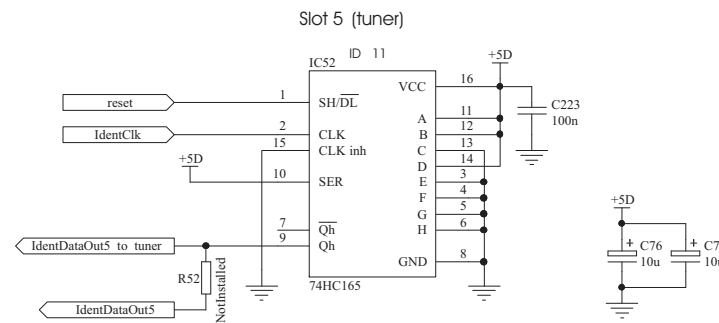 Slot 5 (tuner)
ID 11
IC52
+5D
reset
1
SH/DL
VCC
16
C223
100n
IdentClk
2
CLK
A
11
15
CLK inh
B
12
C
13
+5D
10
SER
D
14
E
3
F
4
G
5
H
6
7
Qh
IdentDataOut5 to tuner
9
Qh
GND
8
R52
NotInstalled
IdentDataOut5
74HC165
+5D
+
C76
10u
+